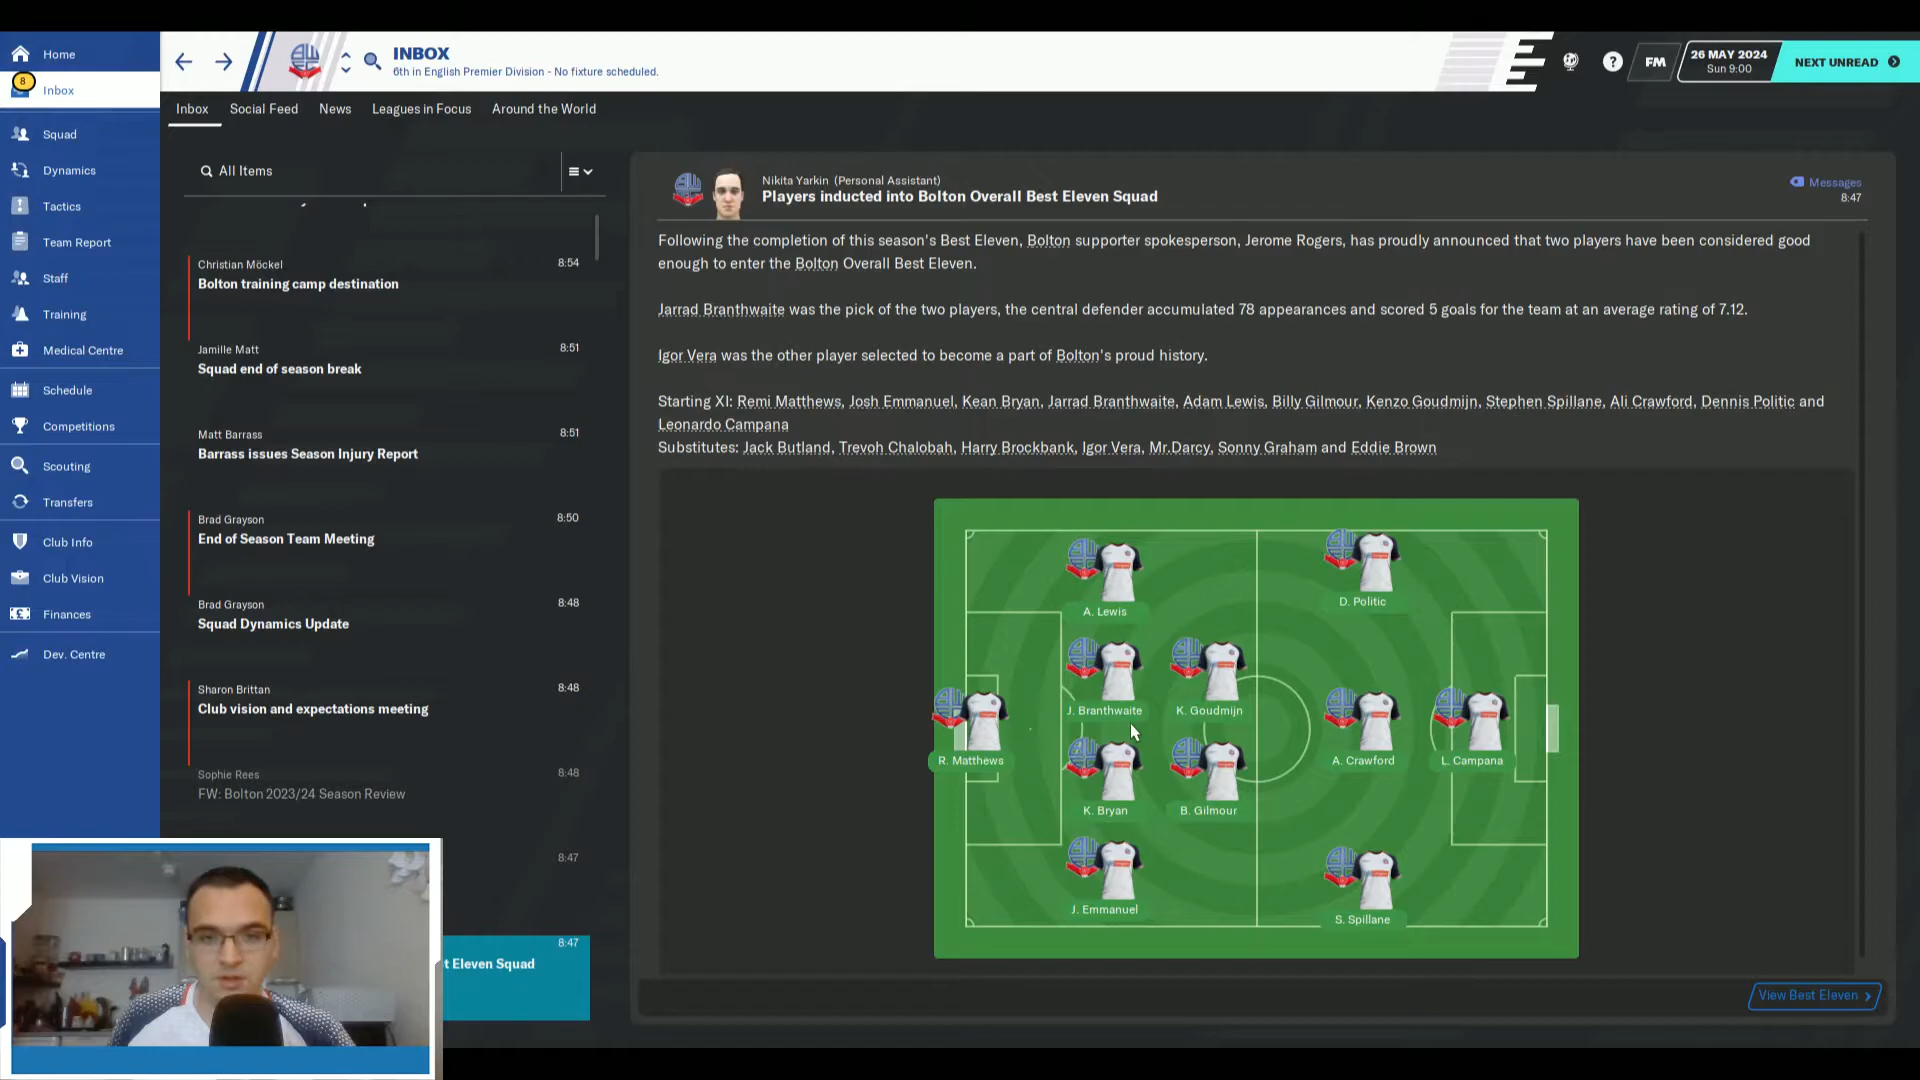 Home
8
Inbox
Squad
Dynamics
Tactics
Team Report
Staff
Training
Medical Centre
Schedule
Competitions
Scouting
Transfers
Club Info
Club Vision
Finances
Dev. Centre
INBOX
6th in English Premier Division - No fixture scheduled.
?
FM
26 MAY 2024
Sun 9:00
NEXT UNREAD
Inbox
Social Feed
News
Leagues in Focus
Around the World
All Items
Christian Möckel
8:54
Bolton training camp destination
Jamille Matt
8:51
Squad end of season break
Matt Barrass
8:51
Barrass issues Season Injury Report
Brad Grayson
8:50
End of Season Team Meeting
Brad Grayson
8:48
Squad Dynamics Update
Sharon Brittan
8:48
Club vision and expectations meeting
Sophie Rees
8:48
FW: Bolton 2023/24 Season Review
8:47
8:47
t Eleven Squad
Nikita Yarkin (Personal Assistant)
Players inducted into Bolton Overall Best Eleven Squad
Messages
8:47
Following the completion of this season's Best Eleven, Bolton supporter spokesperson, Jerome Rogers, has proudly announced that two players have been considered good
enough to enter the Bolton Overall Best Eleven.
Jarrad Branthwaite was the pick of the two players, the central defender accumulated 78 appearances and scored 5 goals for the team at an average rating of 7.12.
Igor Vera was the other player selected to become a part of Bolton's proud history.
Starting XI: Remi Matthews, Josh Emmanuel, Kean Bryan, Jarrad Branthwaite, Adam Lewis, Billy Gilmour, Kenzo Goudmijn, Stephen Spillane, Ali Crawford, Dennis Politic and
Leonardo Campana
Substitutes: Jack Butland, Trevoh Chalobah, Harry Brockbank, Igor Vera, Mr.Darcy, Sonny Graham and Eddie Brown
A. Lewis
D. Politic
J. Branthwaite
K. Goudmijn
R. Matthews
A. Crawford
L. Campana
K. Bryan
B. Gilmour
J. Emmanuel
S. Spillane
View Best Eleven